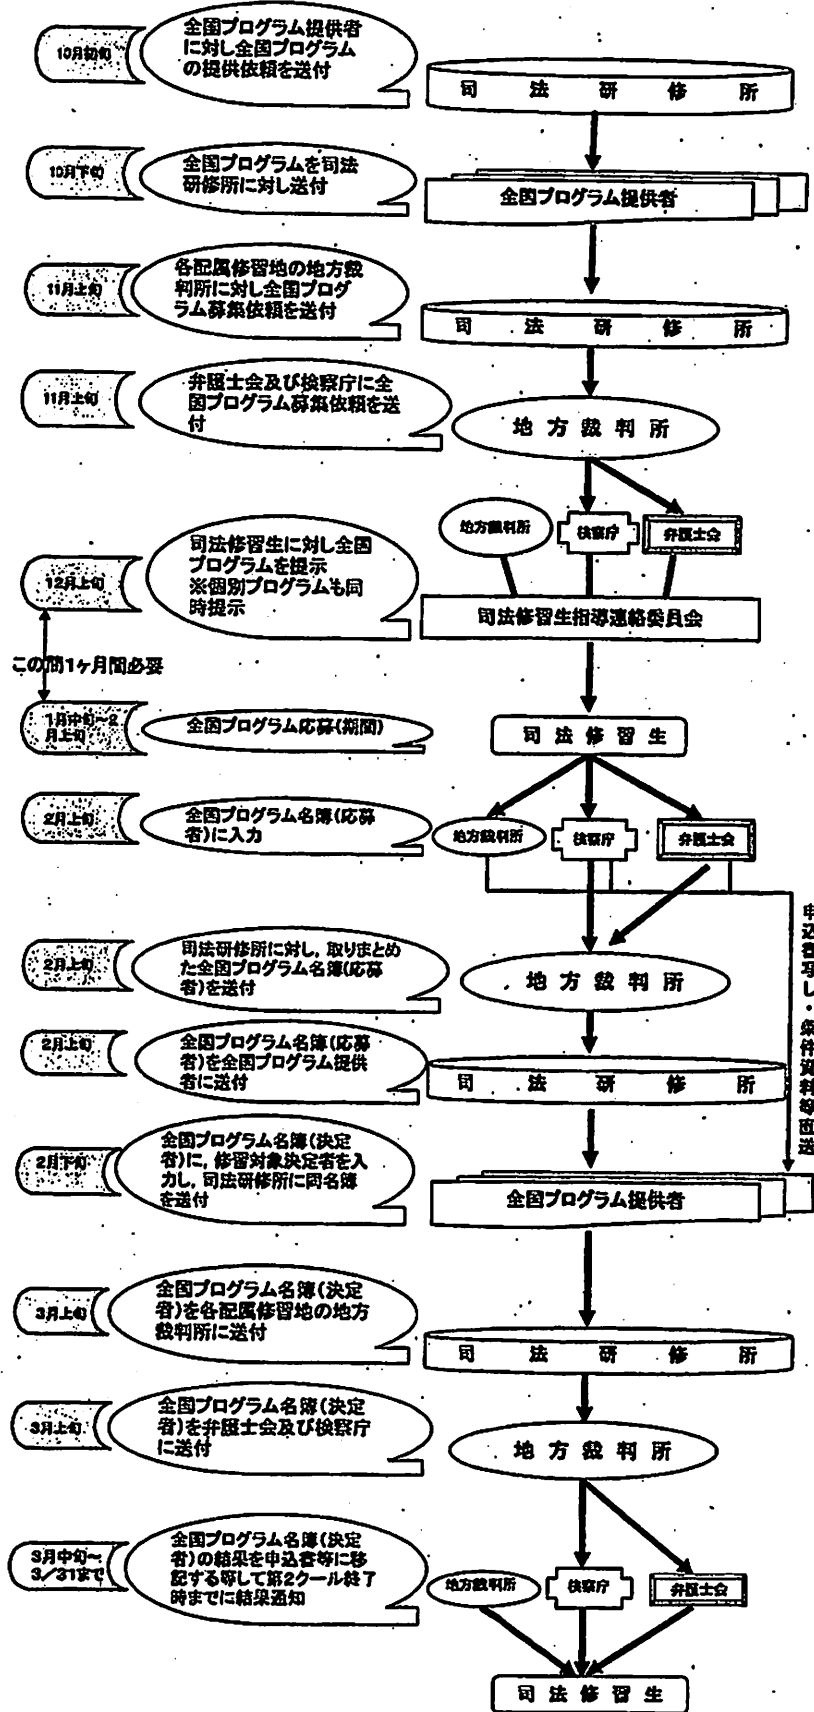 10月初旬
全国プログラム提供者
に対し全国プログラム
の提供依頼を送付
司法研修所
10月下旬
全国プログラムを司法
研修所に対し送付
全国プログラム提供者
11月上旬
各配属修習地の地方裁
判所に対し全国プログ
ラム募集依頼を送付
司法研修所
11月上旬
弁護士会及び検察庁に全
国プログラム募集依頼を送
付
地方裁判所
地方裁判所
検察庁
弁護士会
12月上旬
司法修習生に対し全国
プログラムを提示
※個別プログラムも同
時提示
司法修習生指導連絡委員会
この間1ヶ月間必要
1月中旬~2
月上旬
全国プログラム応募(期間)
司法修習生
2月上旬
全国プログラム名簿(応募
者)に入力
地方裁判所
検察庁
弁護士会
申込書写し・条件資料等直送
2月上旬
司法研修所に対し,取りまとめ
た全国プログラム名簿(応募
者)を送付
地方裁判所
2月上旬
全国プログラム名簿(応募
者)を全国プログラム提供
者に送付
司法研修所
2月下旬
全国プログラム名簿(決定
者)に,修習対象決定者を入
力し,司法研修所に同名簿
を送付
全国プログラム提供者
3月上旬
全国プログラム名簿(決定
者)を各配属修習地の地方
裁判所に送付
司法研修所
3月上旬
全国プログラム名簿(決定
者)を弁護士会及び検察庁
に送付
地方裁判所
3月中旬~
3/31まで
全国プログラム名簿(決定
者)の結果を申込書等に移
記する等して第2クール終了
時までに結果通知
地方裁判所
検察庁
弁護士会
司法修習生